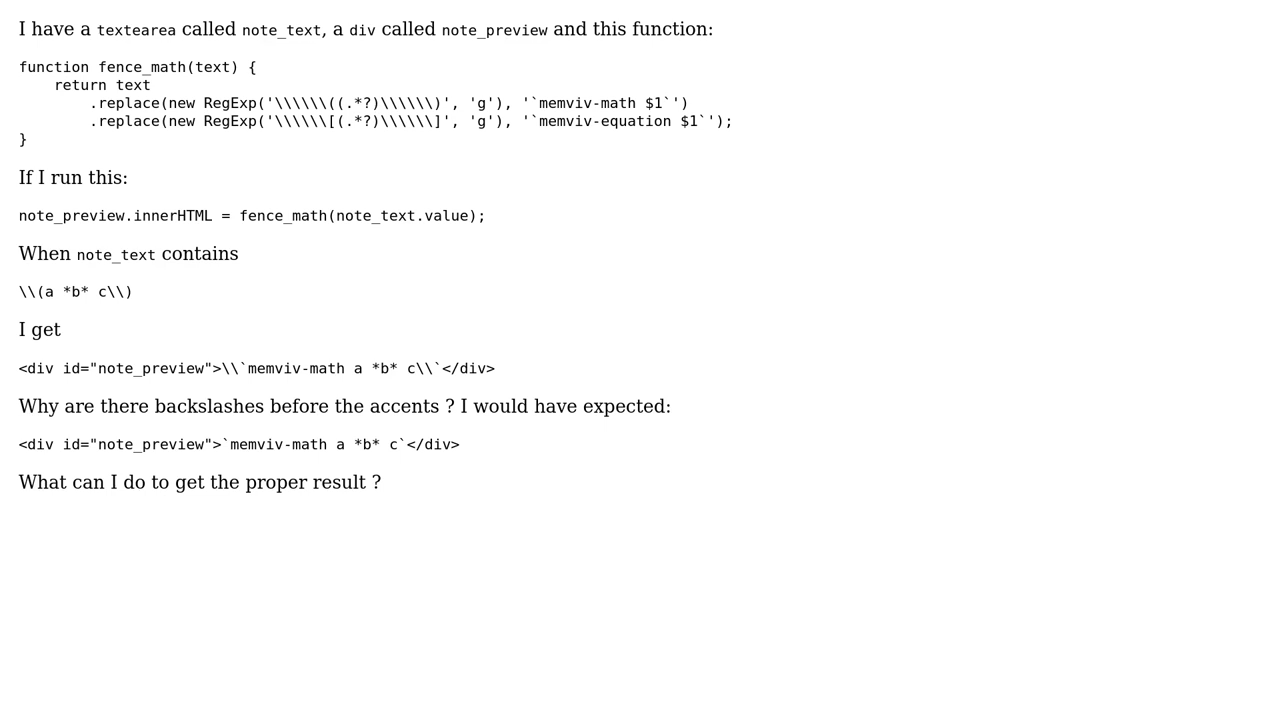 I have a textearea called note_text, a div called note_preview and this function:
function fence_math(text) {
    return text
        .replace(new RegExp('\\\\\\((.*?)\\\\\\)', 'g'), '`memviv-math $1`')
        .replace(new RegExp('\\\\\\[(.*?)\\\\\\]', 'g'), '`memviv-equation $1`');
}
If I run this:
note_preview.innerHTML = fence_math(note_text.value);
When note_text contains
\\(a *b* c\\)
I get
<div id="note_preview">\\`memviv-math a *b* c\\`</div>
Why are there backslashes before the accents ? I would have expected:
<div id="note_preview">`memviv-math a *b* c`</div>
What can I do to get the proper result ?